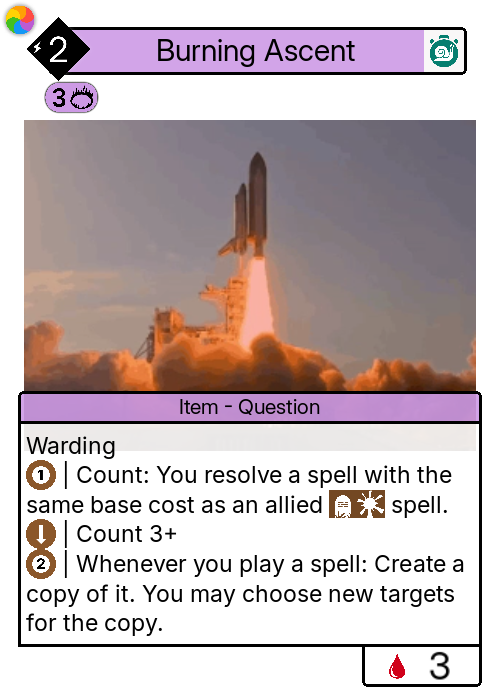 2
Burning Ascent
3
Item - Question
Warding
1 | Count: You resolve a spell with the
same base cost as an allied spell.
| Count 3+
2 | Whenever you play a spell: Create a
copy of it. You may choose new targets
for the copy.
3